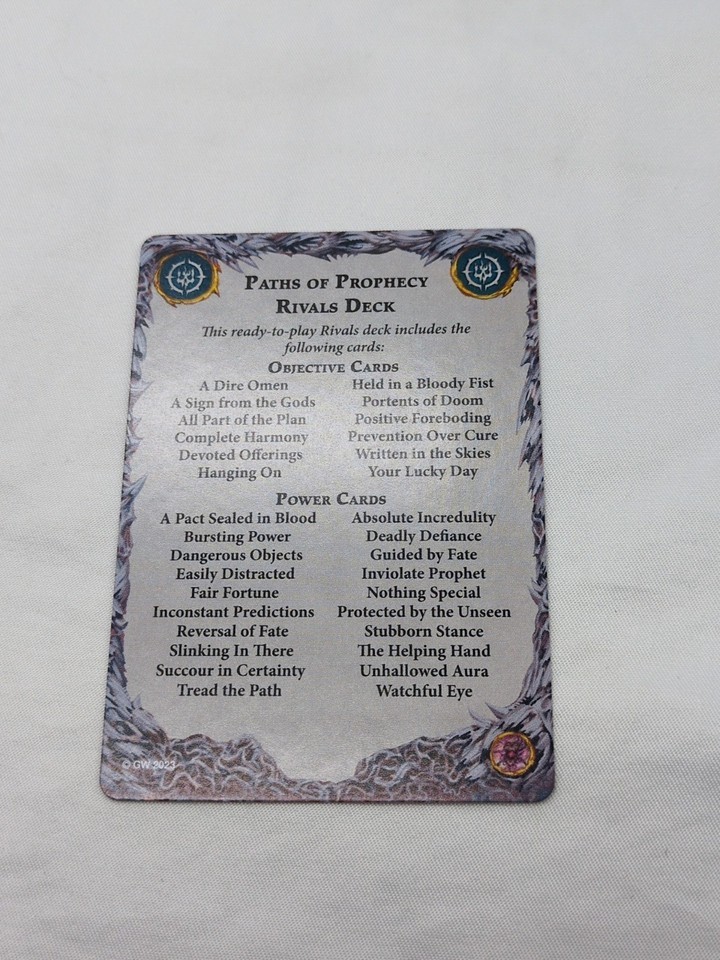 Paths of Prophecy
Rivals Deck
This ready-to-play Rivals deck includes the
following cards:
Objective Cards
A Dire Omen Held in a Bloody Fist
A Sign from the Gods Portents of Doom
All Part of the Plan Positive Foreboding
Complete Harmony Prevention Over Cure
Devoted Offerings Written in the Skies
Hanging On Your Lucky Day
Power Cards
A Pact Sealed in Blood Absolute Incredulity
Bursting Power Deadly Defiance
Dangerous Objects Guided by Fate
Easily Distracted Inviolate Prophet
Fair Fortune Nothing Special
Inconstant Predictions Protected by the Unseen
Reversal of Fate Stubborn Stance
Slinking In There The Helping Hand
Succour in Certainty Unhallowed Aura
Tread the Path Watchful Eye
© GW 2023